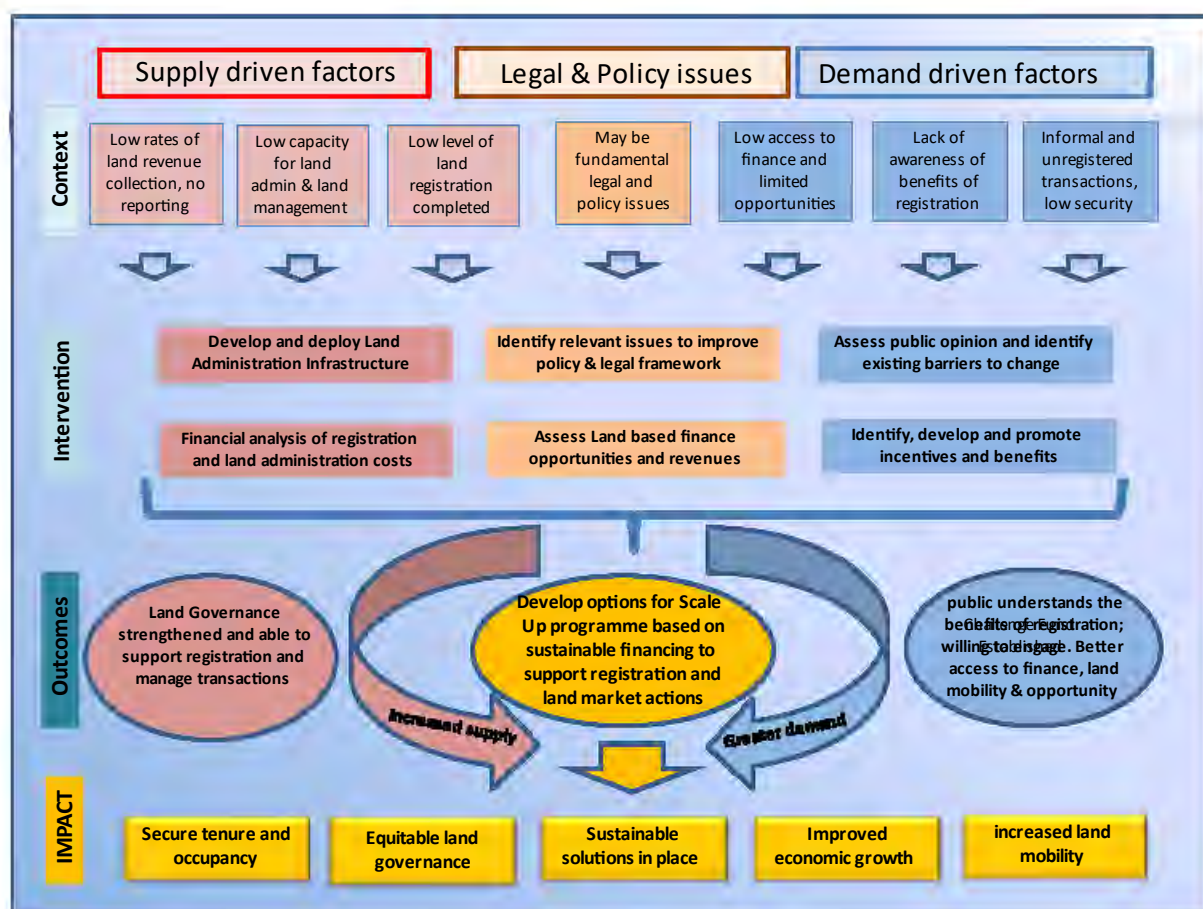 Supply driven factors
Legal & Policy issues
Demand driven factors
Context
Low rates of
land revenue
collection, no
reporting
Low capacity
for land
admin & land
management
Low level of
land
registration
completed
May be
fundamental
legal and
policy issues
Low access to
finance and
limited
opportunities
Lack of
awareness of
benefits of
registration
Informal and
unregistered
transactions,
low security
Intervention
Develop and deploy Land
Administration Infrastructure
Identify relevant issues to improve
policy & legal framework
Assess public opinion and identify
existing barriers to change
Financial analysis of registration
and land administration costs
Assess Land based finance
opportunities and revenues
Identify, develop and promote
incentives and benefits
Outcomes
Land Governance
strengthened and able to
support registration and
manage transactions
Increased supply
Develop options for Scale
Up programme based on
sustainable financing to
support registration and
land market actions
Greater demand
public understands the
benefits of registration;
willing to engage. Better
access to finance, land
mobility & opportunity
IMPACT
Secure tenure and
occupancy
Equitable land
governance
Sustainable
solutions in place
Improved
economic growth
increased land
mobility